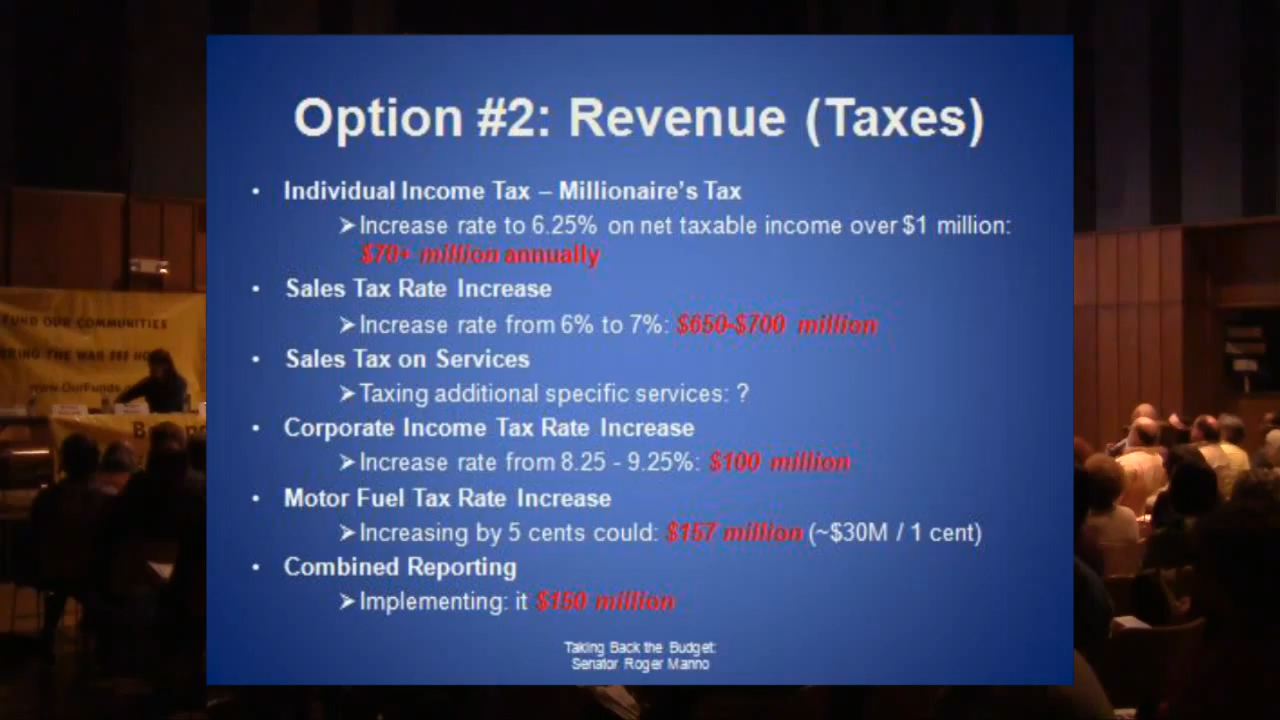 Option #2: Revenue (Taxes)
• Individual Income Tax – Millionaire's Tax
➢Increase rate to 6.25% on net taxable income over $1 million:
$70+ million annually
• Sales Tax Rate Increase
➢Increase rate from 6% to 7%: $650-$700 million
• Sales Tax on Services
➢Taxing additional specific services: ?
• Corporate Income Tax Rate Increase
➢Increase rate from 8.25 - 9.25%: $100 million
• Motor Fuel Tax Rate Increase
➢Increasing by 5 cents could: $157 million (~$30M / 1 cent)
• Combined Reporting
➢Implementing: it $150 million
Taking Back the Budget:
Senator Roger Manno
FUND OUR COMMUNITIES
THE WAR
www.OurFunds